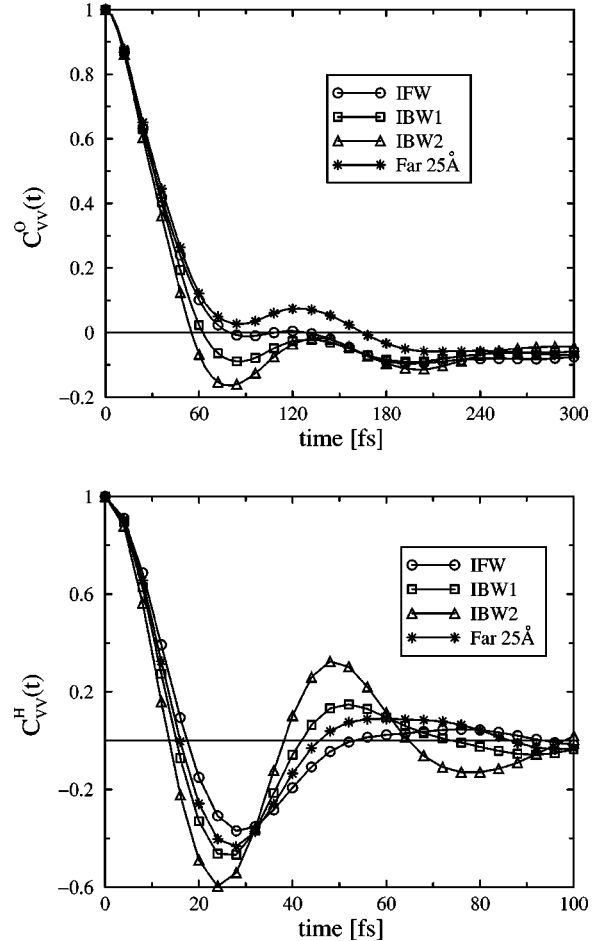 1
0.8
0.6
0.4
0.2
0
−0.2
C^O_VV(t)
IFW
IBW1
IBW2
Far 25Å
0 60 120 180 240 300
time [fs]
1
0.6
0.2
−0.2
−0.6
C^H_VV(t)
IFW
IBW1
IBW2
Far 25Å
0 20 40 60 80 100
time [fs]